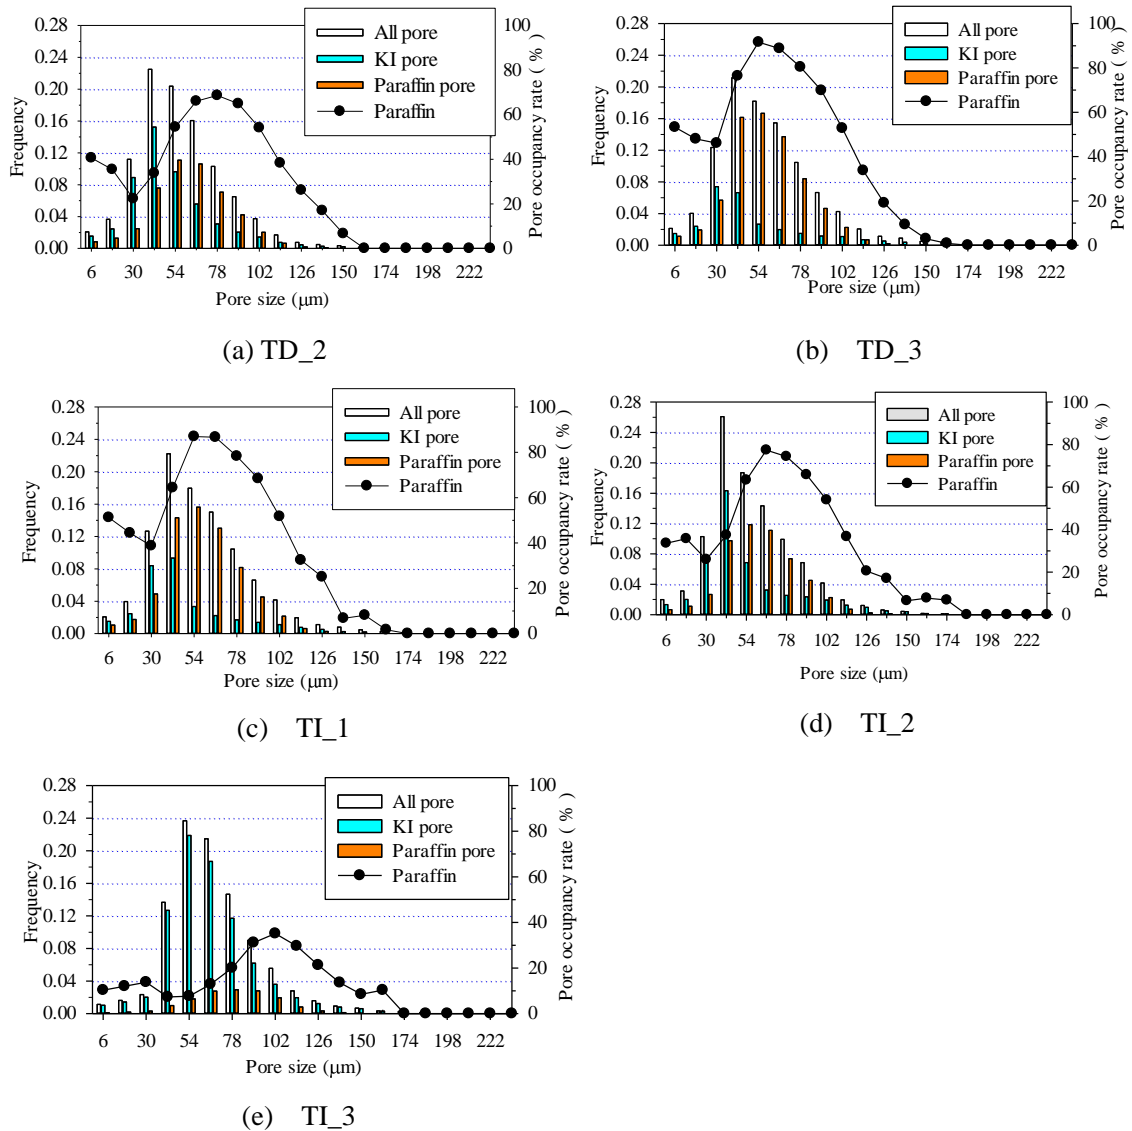 All pore
KI pore
Paraffin pore
Paraffin
Frequency
0.28
0.24
0.20
0.16
0.12
0.08
0.04
0.00
100
80
60
40
20
0
Pore occupancy rate ( % )
6 30 54 78 102 126 150 174 198 222
Pore size (μm)
(a) TD_2
All pore
KI pore
Paraffin pore
Paraffin
Frequency
0.28
0.24
0.20
0.16
0.12
0.08
0.04
0.00
100
80
60
40
20
0
Pore occupancy rate ( % )
6 30 54 78 102 126 150 174 198 222
Pore size (μm)
(b) TD_3
All pore
KI pore
Paraffin pore
Paraffin
Frequency
0.28
0.24
0.20
0.16
0.12
0.08
0.04
0.00
100
80
60
40
20
0
Pore occupancy rate ( % )
6 30 54 78 102 126 150 174 198 222
Pore size (μm)
(c) TI_1
All pore
KI pore
Paraffin pore
Paraffin
Frequency
0.28
0.24
0.20
0.16
0.12
0.08
0.04
0.00
100
80
60
40
20
0
Pore occupancy rate ( % )
6 30 54 78 102 126 150 174 198 222
Pore size (μm)
(d) TI_2
All pore
KI pore
Paraffin pore
Paraffin
Frequency
0.28
0.24
0.20
0.16
0.12
0.08
0.04
0.00
100
80
60
40
20
0
Pore occupancy rate ( % )
6 30 54 78 102 126 150 174 198 222
Pore size (μm)
(e) TI_3